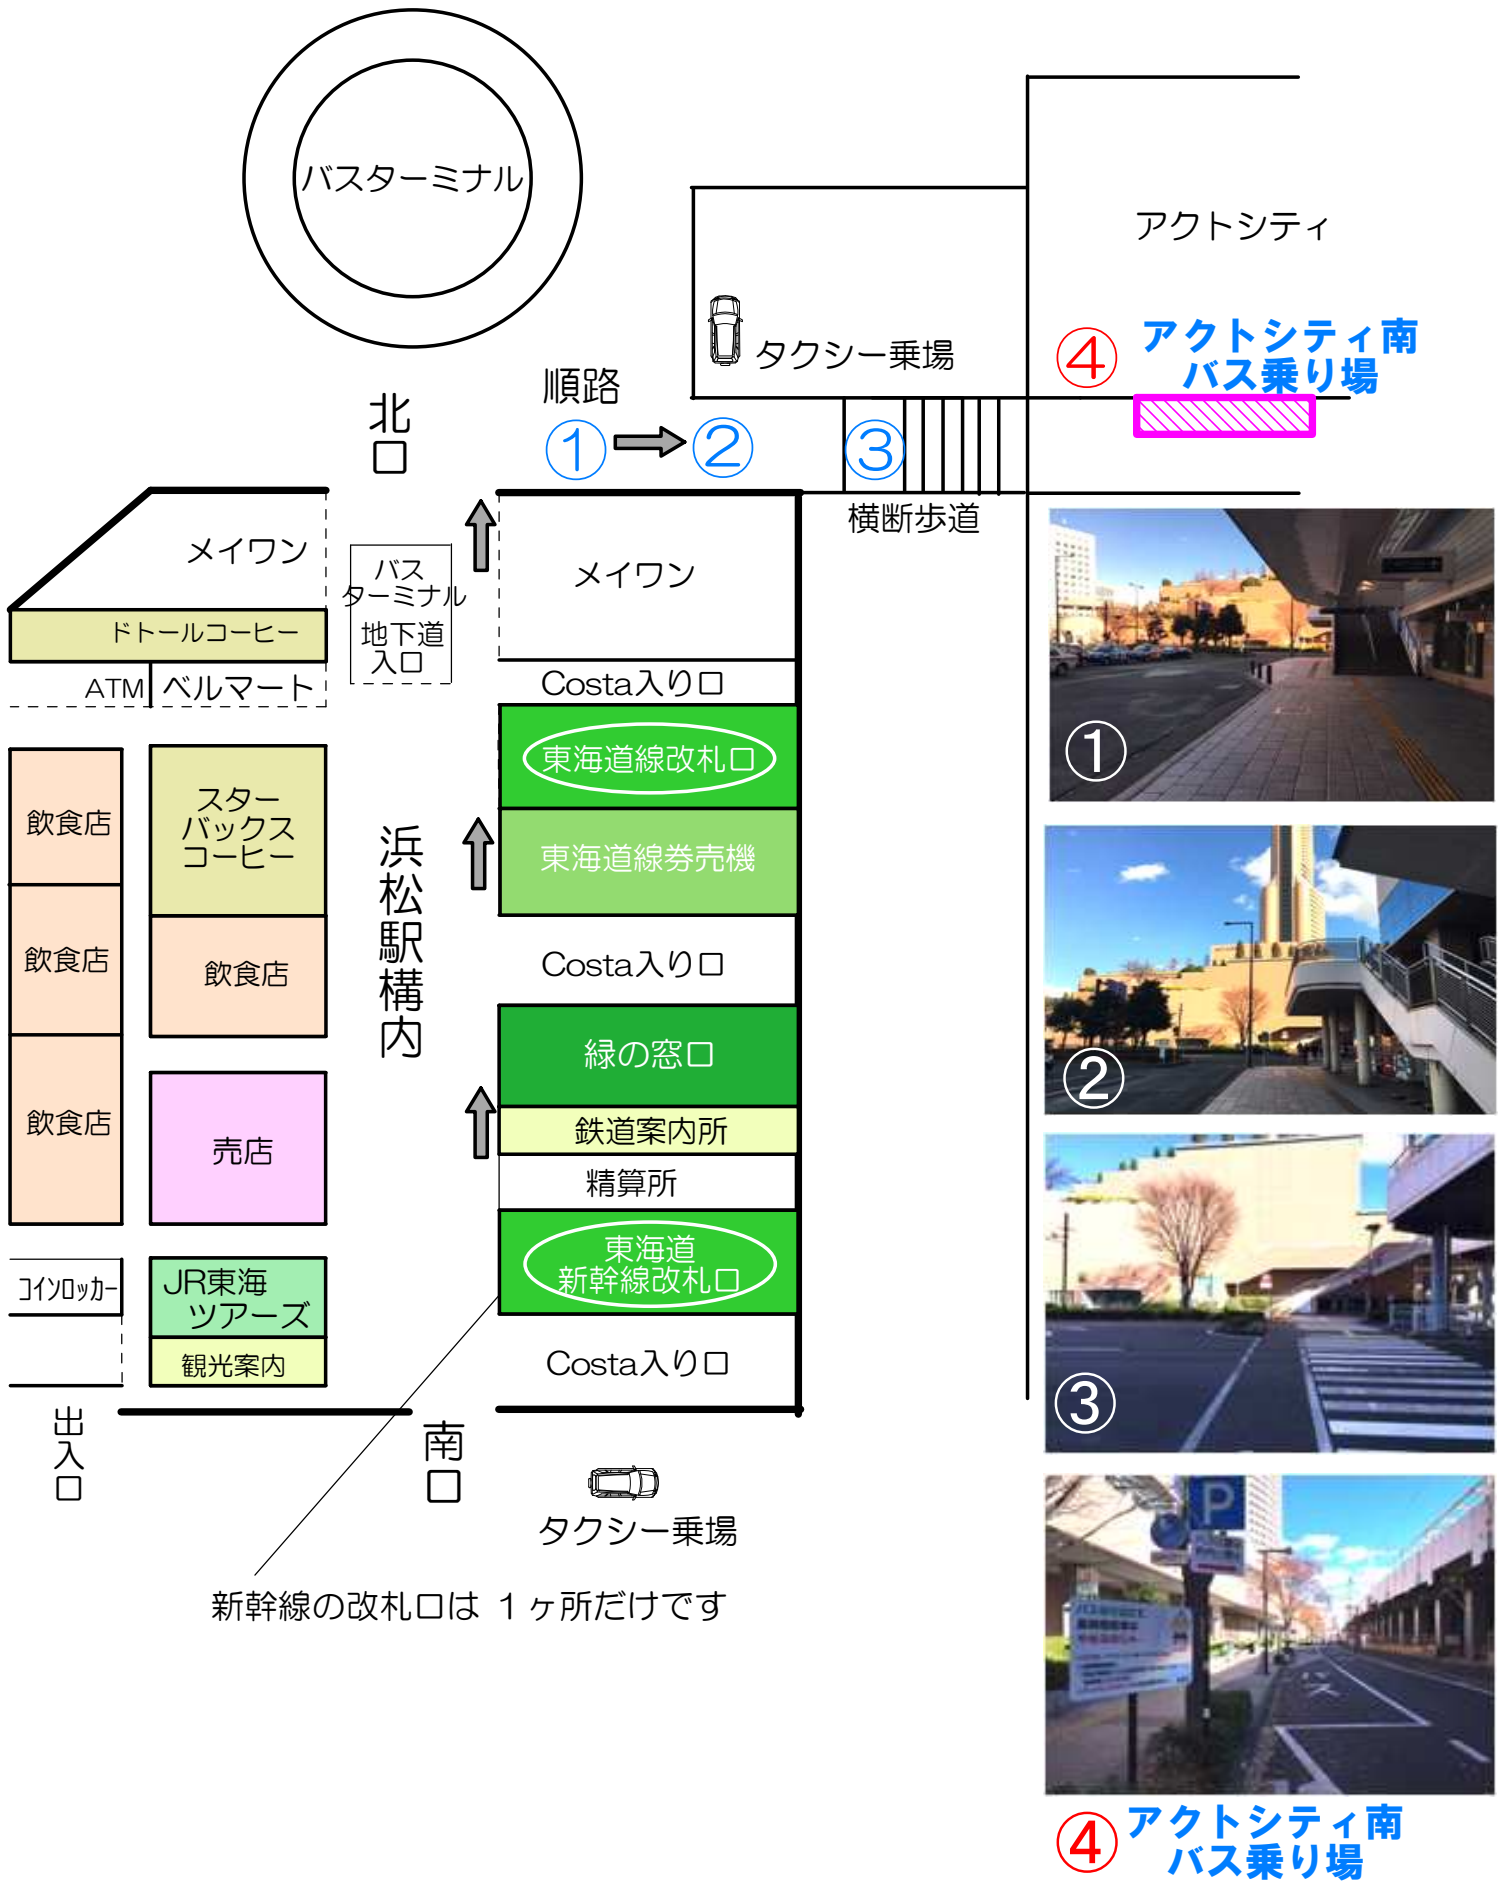 バスターミナル
アクトシティ
タクシー乗場
④
アクトシティ南
バス乗り場
順路
北口
①
②
③
横断歩道
メイワン
バス
ターミナル
地下道
入口
メイワン
ドトールコーヒー
ATM
ベルマート
Costa入り口
東海道線改札口
飲食店
スター
バックス
コーヒー
浜松駅構内
東海道線券売機
飲食店
飲食店
Costa入り口
緑の窓口
飲食店
売店
鉄道案内所
精算所
東海道
新幹線改札口
コインロッカー
JR東海
ツアーズ
観光案内
Costa入り口
出入口
南口
タクシー乗場
新幹線の改札口は １ヶ所だけです
①
②
③
P
④
アクトシティ南
バス乗り場